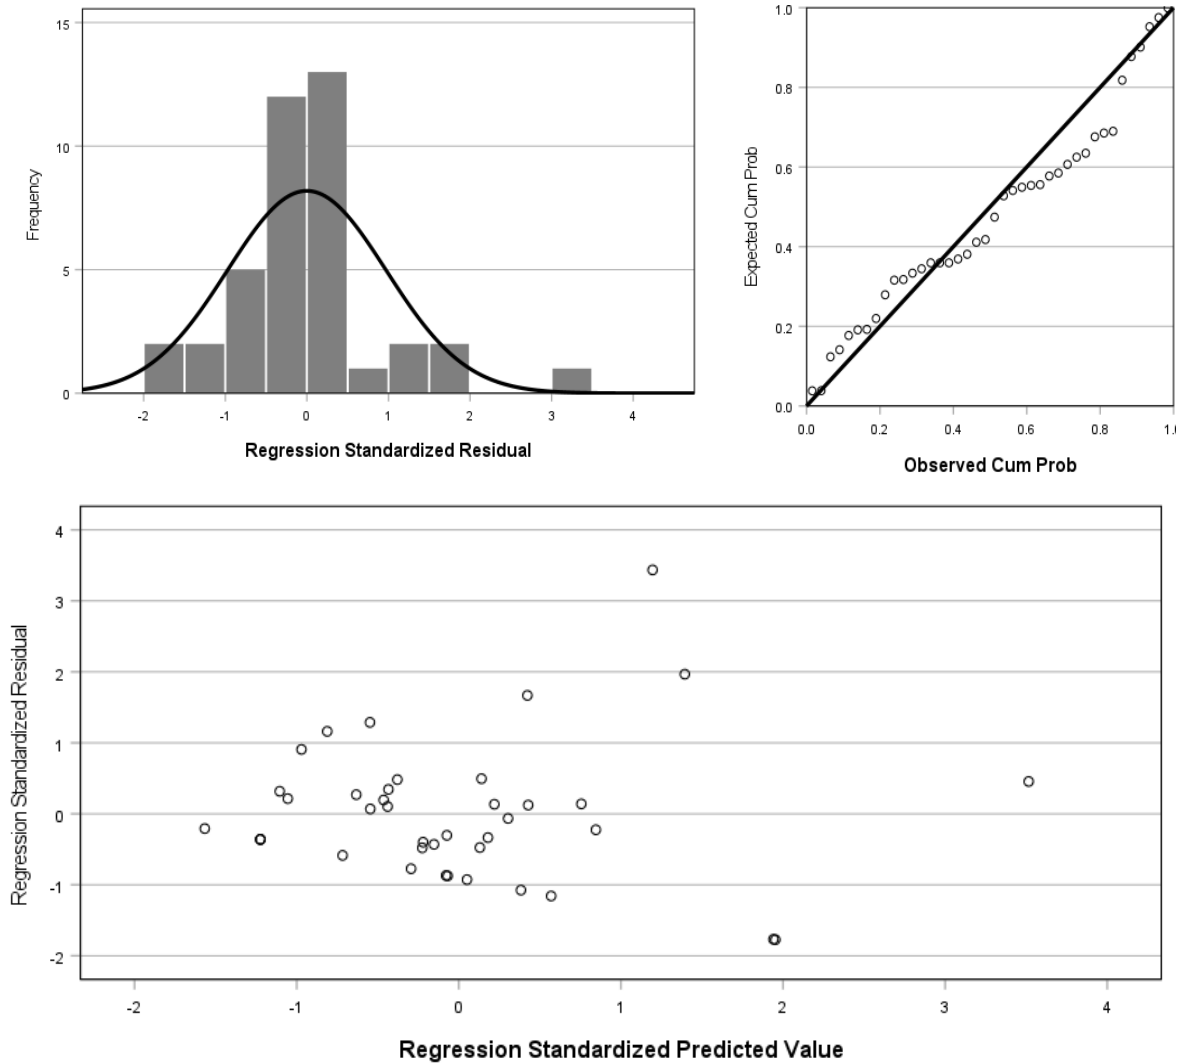 15
10
5
0
Frequency
-2 -1 0 1 2 3 4
Regression Standardized Residual
1.0
0.8
0.6
0.4
0.2
0.0
Expected Cum Prob
0.0 0.2 0.4 0.6 0.8 1.0
Observed Cum Prob
4
3
2
1
0
-1
-2
Regression Standardized Residual
-2 -1 0 1 2 3 4
Regression Standardized Predicted Value